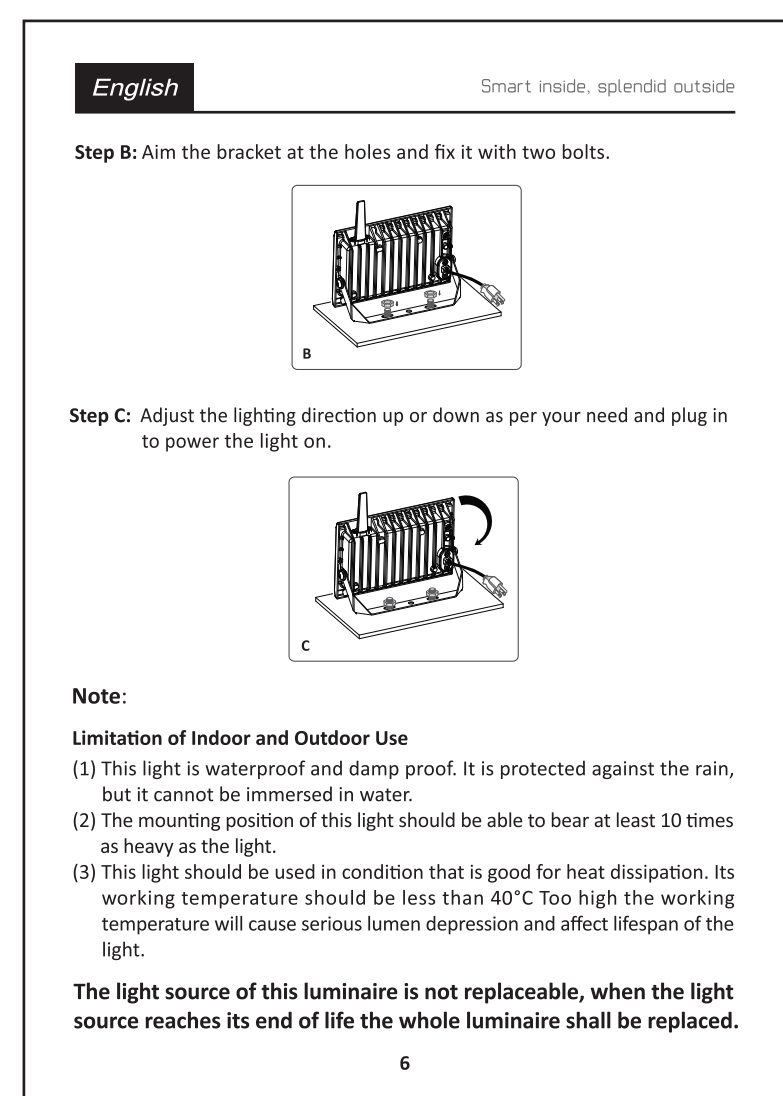 English
Smart inside, splendid outside
Step B: Aim the bracket at the holes and fix it with two bolts.
B
Step C: Adjust the lighting direction up or down as per your need and plug in
to power the light on.
C
Note:
Limitation of Indoor and Outdoor Use
(1) This light is waterproof and damp proof. It is protected against the rain,
but it cannot be immersed in water.
(2) The mounting position of this light should be able to bear at least 10 times
as heavy as the light.
(3) This light should be used in condition that is good for heat dissipation. Its
working temperature should be less than 40°C Too high the working
temperature will cause serious lumen depression and affect lifespan of the
light.
The light source of this luminaire is not replaceable, when the light
source reaches its end of life the whole luminaire shall be replaced.
6